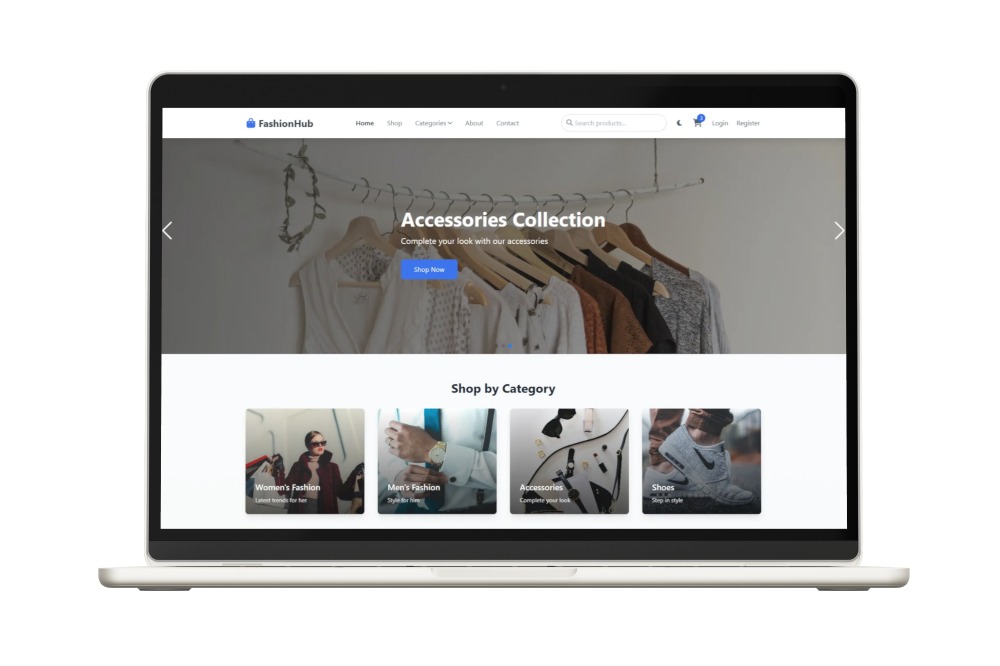 FashionHub
Home Shop Categories About Contact
Search products...
Login Register
Accessories Collection
Complete your look with our accessories
Shop Now
Shop by Category
Women's Fashion
Latest trends for her
Men's Fashion
Style for him
Accessories
Complete your look
Shoes
Step in style